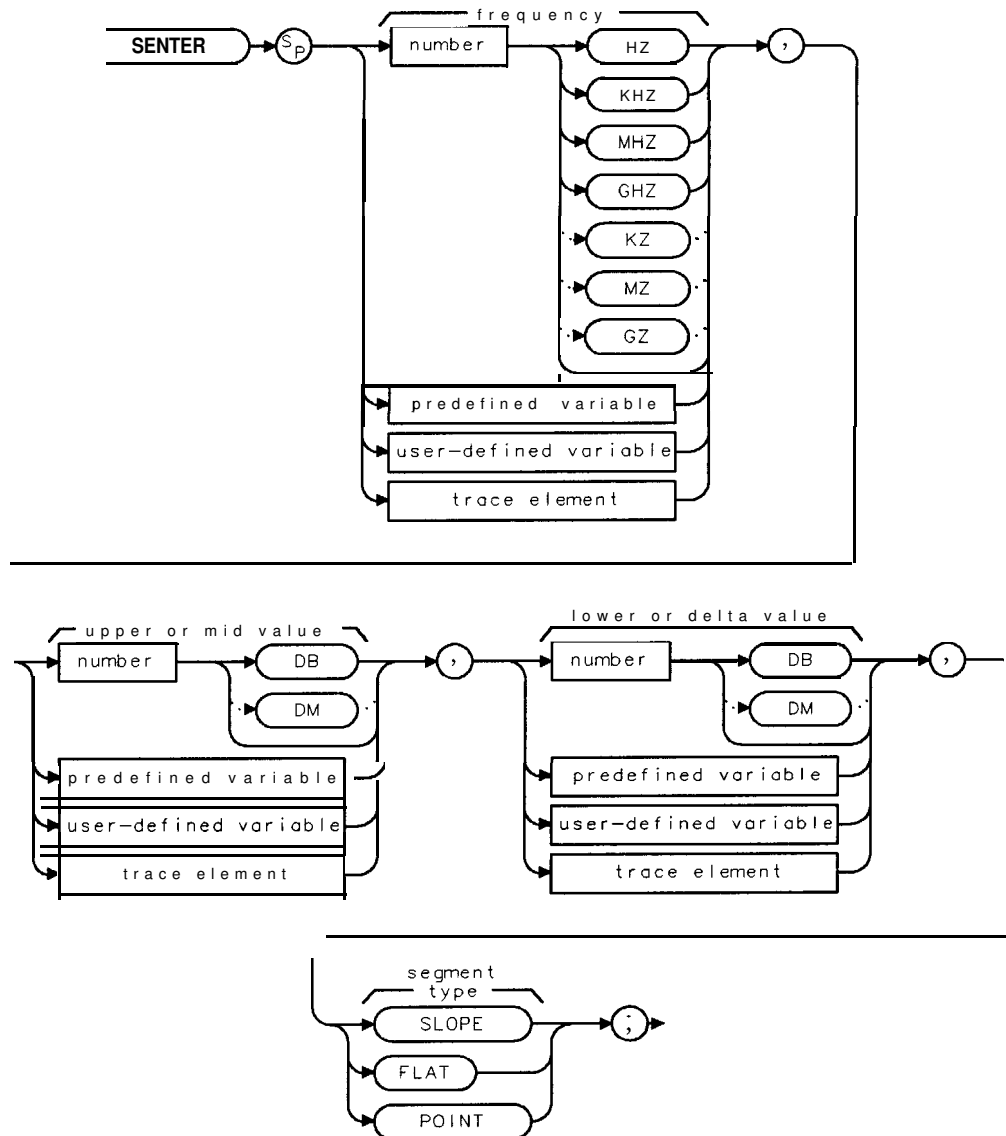 frequency
SENTER SP number HZ ,
KHZ
MHZ
GHZ
KZ
MZ
GZ
predefined variable
user-defined variable
trace element
upper or mid value
number DB ,
DM
predefined variable
user-defined variable
trace element
lower or delta value
number DB ,
DM
predefined variable
user-defined variable
trace element
segment
type
SLOPE ;
FLAT
POINT